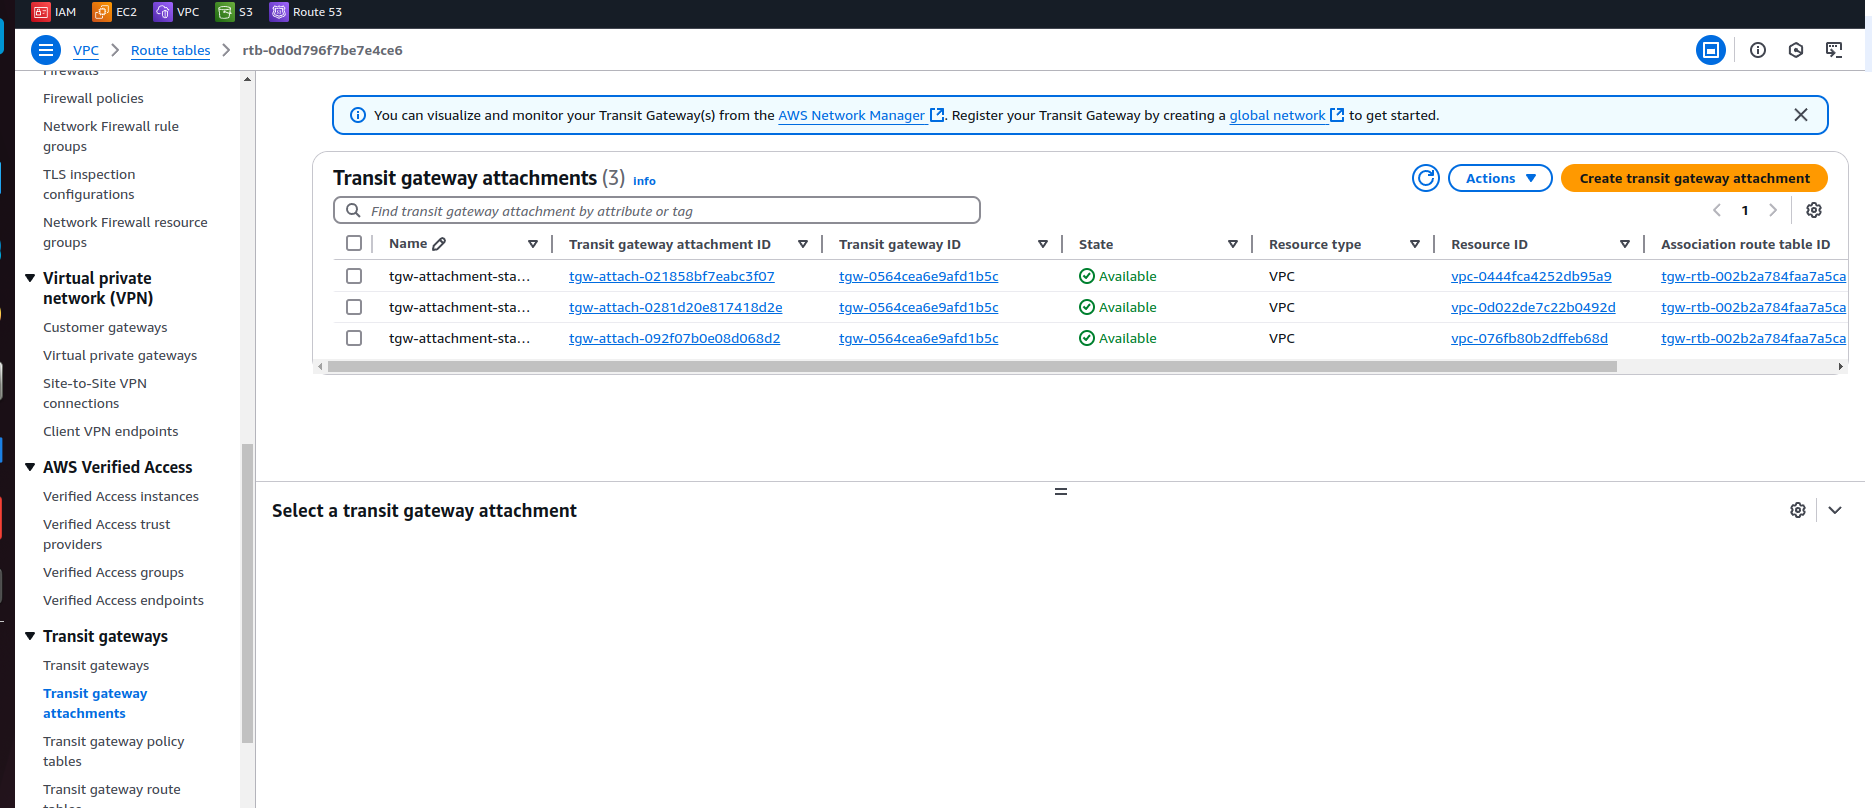 IAM EC2 VPC S3 Route 53
VPC > Route tables > rtb-0d0d796f7be7e4ce6
Firewalls
Firewall policies
Network Firewall rule
groups
TLS inspection
configurations
Network Firewall resource
groups
Virtual private
network (VPN)
Customer gateways
Virtual private gateways
Site-to-Site VPN
connections
Client VPN endpoints
AWS Verified Access
Verified Access instances
Verified Access trust
providers
Verified Access groups
Verified Access endpoints
Transit gateways
Transit gateways
Transit gateway
attachments
Transit gateway policy
tables
Transit gateway route
tables
You can visualize and monitor your Transit Gateway(s) from the AWS Network Manager. Register your Transit Gateway by creating a global network to get started.
Transit gateway attachments (3) Info
Actions
Create transit gateway attachment
Find transit gateway attachment by attribute or tag
1
Name Transit gateway attachment ID Transit gateway ID State Resource type Resource ID Association route table ID
tgw-attachment-sta... tgw-attach-021858bf7eabc3f07 tgw-0564cea6e9afd1b5c Available VPC vpc-0444fca4252db95a9 tgw-rtb-002b2a784faa7a5ca
tgw-attachment-sta... tgw-attach-0281d20e817418d2e tgw-0564cea6e9afd1b5c Available VPC vpc-0d022de7c22b0492d tgw-rtb-002b2a784faa7a5ca
tgw-attachment-sta... tgw-attach-092f07b0e08d068d2 tgw-0564cea6e9afd1b5c Available VPC vpc-076fb80b2dffeb68d tgw-rtb-002b2a784faa7a5ca
Select a transit gateway attachment